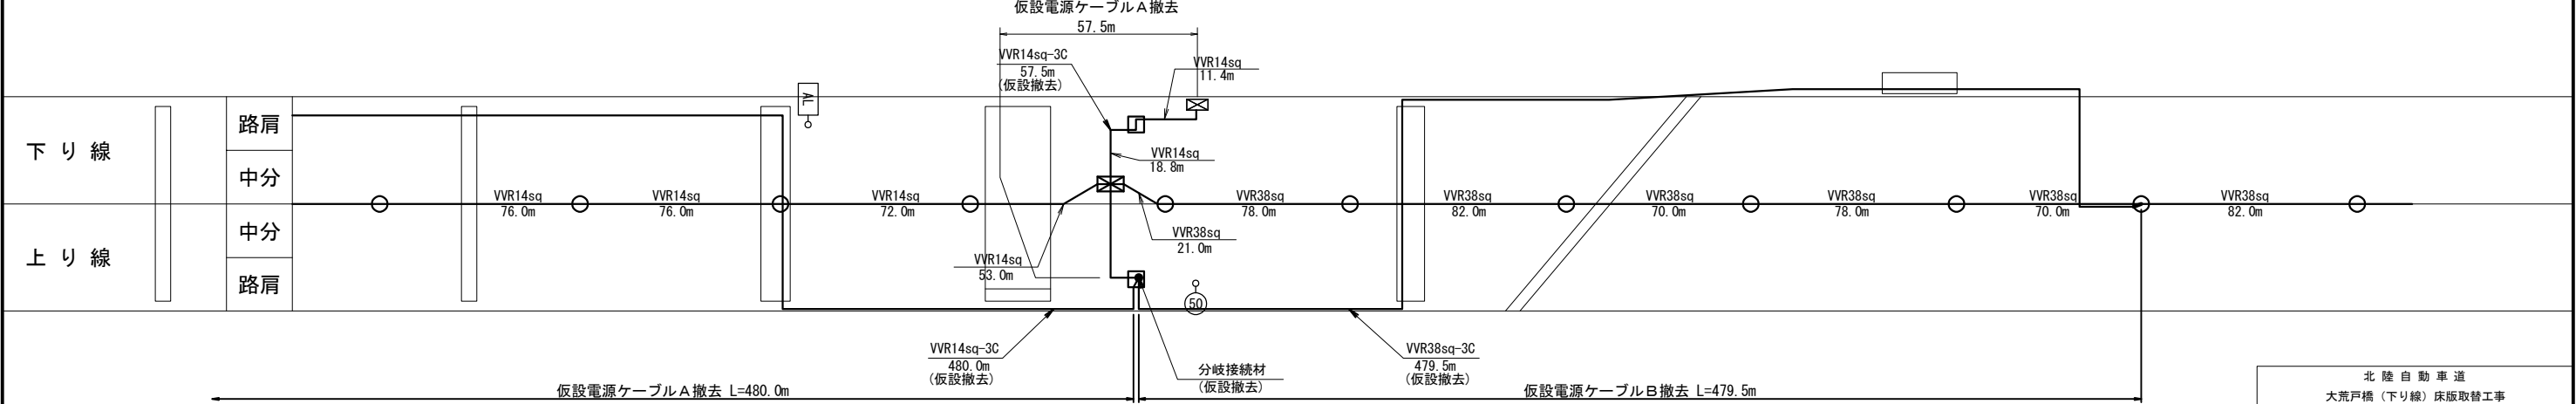 仮設電源ケーブルA撤去
57.5m
VVR14sq-3C
57.5m
(仮設撤去)
VVR14sq
11.4m
AL
下り線
路肩
中分
VVR14sq
18.8m
VVR14sq
76.0m
VVR14sq
76.0m
VVR14sq
72.0m
VVR38sq
78.0m
VVR38sq
82.0m
VVR38sq
70.0m
VVR38sq
78.0m
VVR38sq
70.0m
VVR38sq
82.0m
上り線
中分
路肩
VVR38sq
21.0m
VVR14sq
53.0m
50
VVR14sq-3C
480.0m
(仮設撤去)
分岐接続材
(仮設撤去)
VVR38sq-3C
479.5m
(仮設撤去)
仮設電源ケーブルA撤去 L=480.0m
仮設電源ケーブルB撤去 L=479.5m
北陸自動車道
大荒戸橋(下り線)床版取替工事